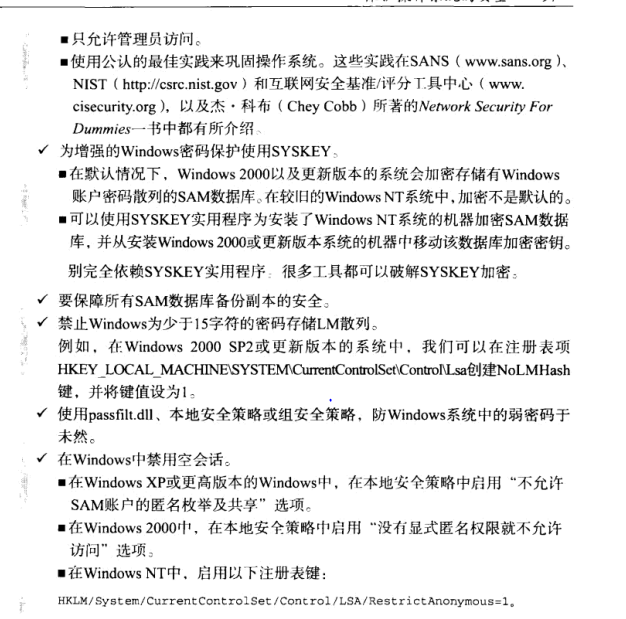 ■只允许管理员访问。
■使用公认的最佳实践来巩固操作系统。这些实践在SANS（www.sans.org）、
NIST（http://csrc.nist.gov）和互联网安全基准/评分工具中心（www.
cisecurity.org），以及杰·科布（Chey Cobb）所著的Network Security For
Dummies一书中都有所介绍。
✓ 为增强的Windows密码保护使用SYSKEY。
■在默认情况下，Windows 2000以及更新版本的系统会加密存储有Windows
账户密码散列的SAM数据库。在较旧的Windows NT系统中，加密不是默认的。
■可以使用SYSKEY实用程序为安装了Windows NT系统的机器加密SAM数据
库，并从安装Windows 2000或更新版本系统的机器中移动该数据库加密密钥。
别完全依赖SYSKEY实用程序。很多工具都可以破解SYSKEY加密。
✓ 要保障所有SAM数据库备份副本的安全。
✓ 禁止Windows为少于15字符的密码存储LM散列。
例如，在Windows 2000 SP2或更新版本的系统中，我们可以在注册表项
HKEY_LOCAL_MACHINE\SYSTEM\CurrentControlSet\Control\Lsa创建NoLMHash
键，并将键值设为1。
✓ 使用passfilt.dll、本地安全策略或组安全策略，防Windows系统中的弱密码于
未然。
✓ 在Windows中禁用空会话。
■在Windows XP或更高版本的Windows中，在本地安全策略中启用“不允许
SAM账户的匿名枚举及共享”选项。
■在Windows 2000中，在本地安全策略中启用“没有显式匿名权限就不允许
访问”选项。
■在Windows NT中，启用以下注册表键：
HKLM/System/CurrentControlSet/Control/LSA/RestrictAnonymous=1。